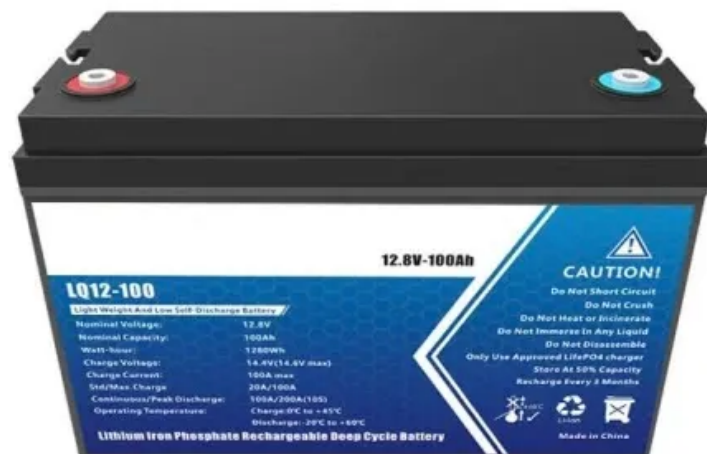 12.8V-100Ah
LQ12-100
Light Weight And Low Self-Discharge Battery
Nominal Voltage: 12.8V
Nominal Capacity: 100Ah
Watt-hour: 1280Wh
Charge Voltage: 14.4V(14.6V max)
Charge Current: 100A max
Std/Max.Charge 20A/100A
Continuous/Peak Discharge: 100A/200A(10S)
Operating Temperature: Charge:0℃ to +45℃
Discharge:-20℃ to +60℃
Lithium Iron Phosphate Rechargeable Deep Cycle Battery
CAUTION!
Do Not Short Circuit
Do Not Crush
Do Not Heat or Incinerate
Do Not Immerse In Any Liquid
Do Not Disassemble
Only Use Approved LifePO4 charger
Store At 50% Capacity
Recharge Every 3 Months
Li-ion
Made in China